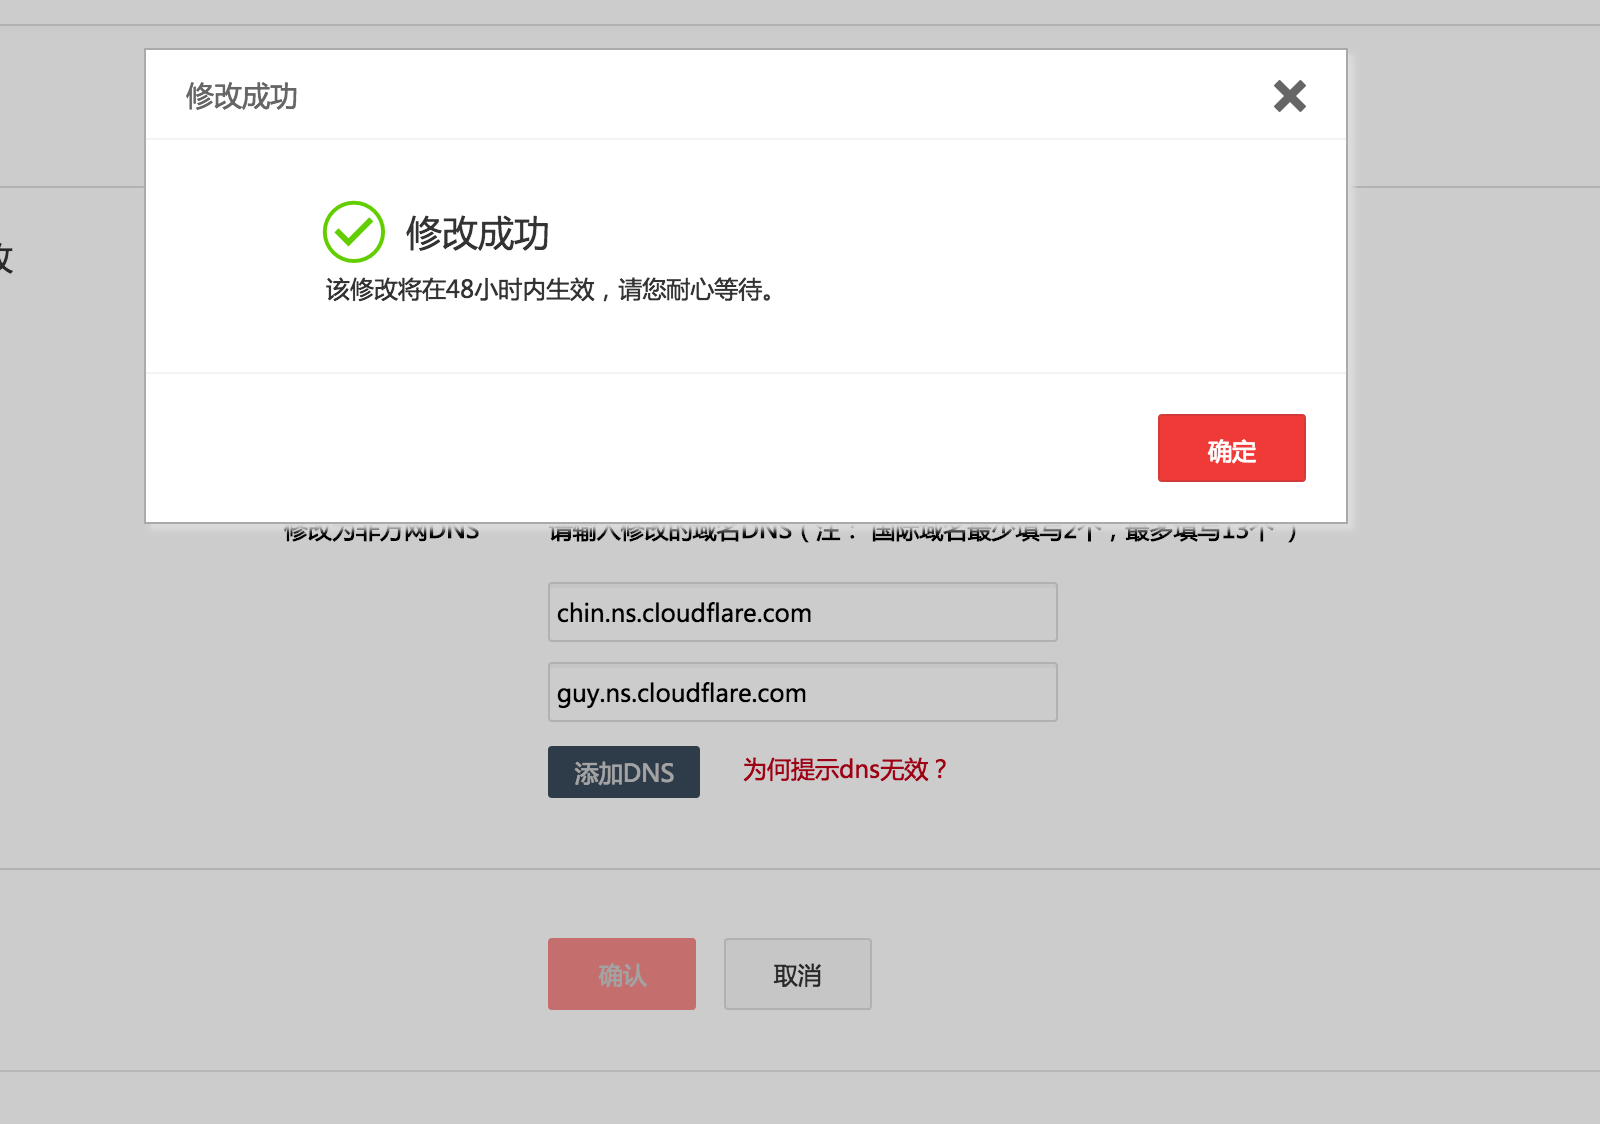 修改成功
修改成功
该修改将在48小时内生效，请您耐心等待。
确定
修改为非万网DNS
请输入修改的域名DNS（注： 国际域名最少填写2个，最多填写13个 ）
chin.ns.cloudflare.com
guy.ns.cloudflare.com
添加DNS
为何提示dns无效？
确认
取消